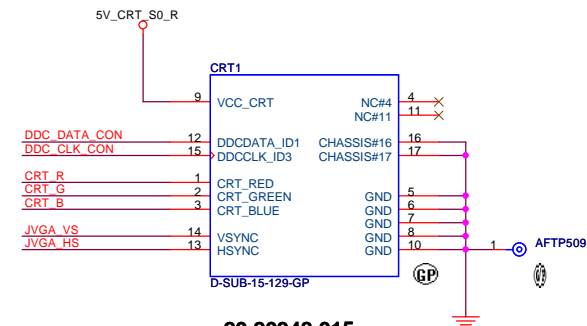 5V_CRT_S0_R
CRT1
9 VCC_CRT NC#4 4
NC#11 11
DDC_DATA_CON 12 DDCDATA_ID1 CHASSIS#16 16
DDC_CLK_CON 15 DDCCLK_ID3 CHASSIS#17 17
CRT_R 1 CRT_RED
CRT_G 2 CRT_GREEN GND 5
CRT_B 3 CRT_BLUE GND 6
GND 7
JVGA_VS 14 VSYNC GND 8
JVGA_HS 13 HSYNC GND 10
1 AFTP509
GP
D-SUB-15-129-GP